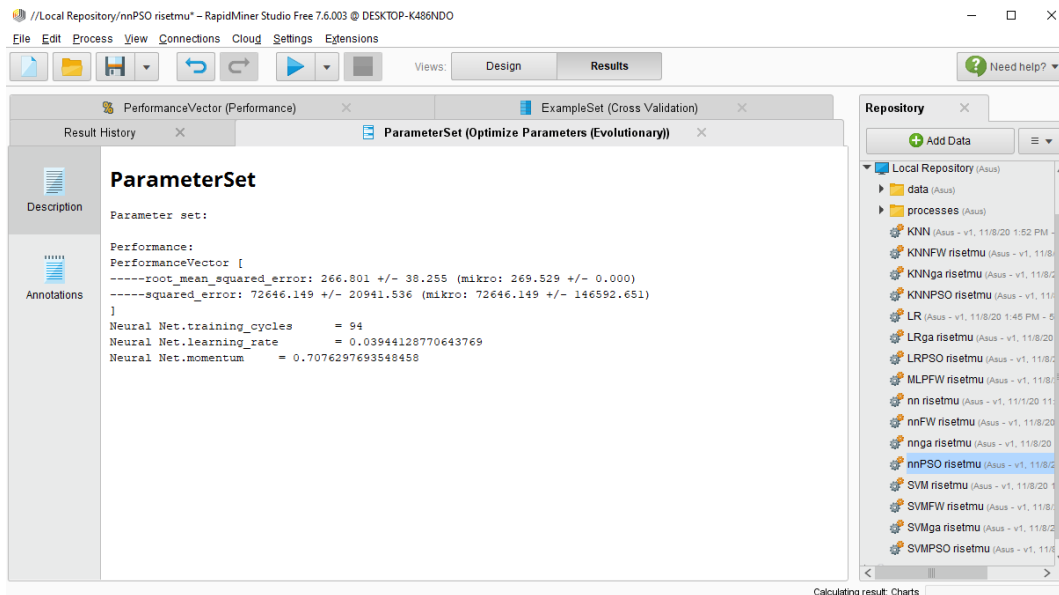 //Local Repository/nnPSO risetmu* – RapidMiner Studio Free 7.6.003 @ DESKTOP-K486NDO
File Edit Process View Connections Cloud Settings Extensions
Views: Design Results Need help?
PerformanceVector (Performance) ExampleSet (Cross Validation)
Result History ParameterSet (Optimize Parameters (Evolutionary))
Description
Annotations
ParameterSet
Parameter set:
Performance:
PerformanceVector [
-----root_mean_squared_error: 266.801 +/- 38.255 (mikro: 269.529 +/- 0.000)
-----squared_error: 72646.149 +/- 20941.536 (mikro: 72646.149 +/- 146592.651)
]
Neural Net.training_cycles = 94
Neural Net.learning_rate = 0.03944128770643769
Neural Net.momentum = 0.7076297693548458
Repository
Add Data
Local Repository (Asus)
data (Asus)
processes (Asus)
KNN (Asus - v1, 11/8/20 1:52 PM -
KNNFW risetmu (Asus - v1, 11/8/
KNNga risetmu (Asus - v1, 11/8/2
KNNPSO risetmu (Asus - v1, 11/
LR (Asus - v1, 11/8/20 1:45 PM - 5
LRga risetmu (Asus - v1, 11/8/20
LRPSO risetmu (Asus - v1, 11/8/2
MLPFW risetmu (Asus - v1, 11/8/
nn risetmu (Asus - v1, 11/1/20 11:
nnFW risetmu (Asus - v1, 11/8/20
nnga risetmu (Asus - v1, 11/8/20
nnPSO risetmu (Asus - v1, 11/8/2
SVM risetmu (Asus - v1, 11/8/20 1
SVMFW risetmu (Asus - v1, 11/8/
SVMga risetmu (Asus - v1, 11/8/2
SVMPSO risetmu (Asus - v1, 11/8
Calculating result: Charts